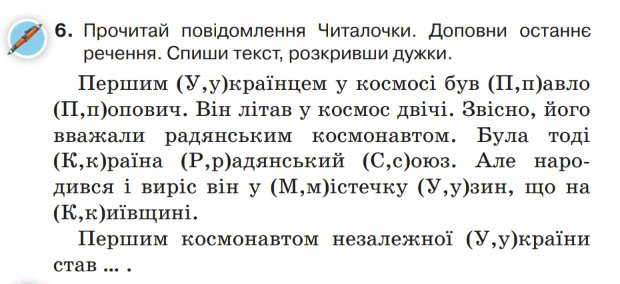 6. Прочитай повідомлення Читалочки. Доповни останнє
речення. Спиши текст, розкривши дужки.
Першим (У,у)країнцем у космосі був (П,п)авло
(П,п)опович. Він літав у космос двічі. Звісно, його
вважали радянським космонавтом. Була тоді
(К,к)раїна (Р,р)адянський (С,с)оюз. Але наро-
дився і виріс він у (М,м)істечку (У,у)зин, що на
(К,к)иївщині.
Першим космонавтом незалежної (У,у)країни
став ... .